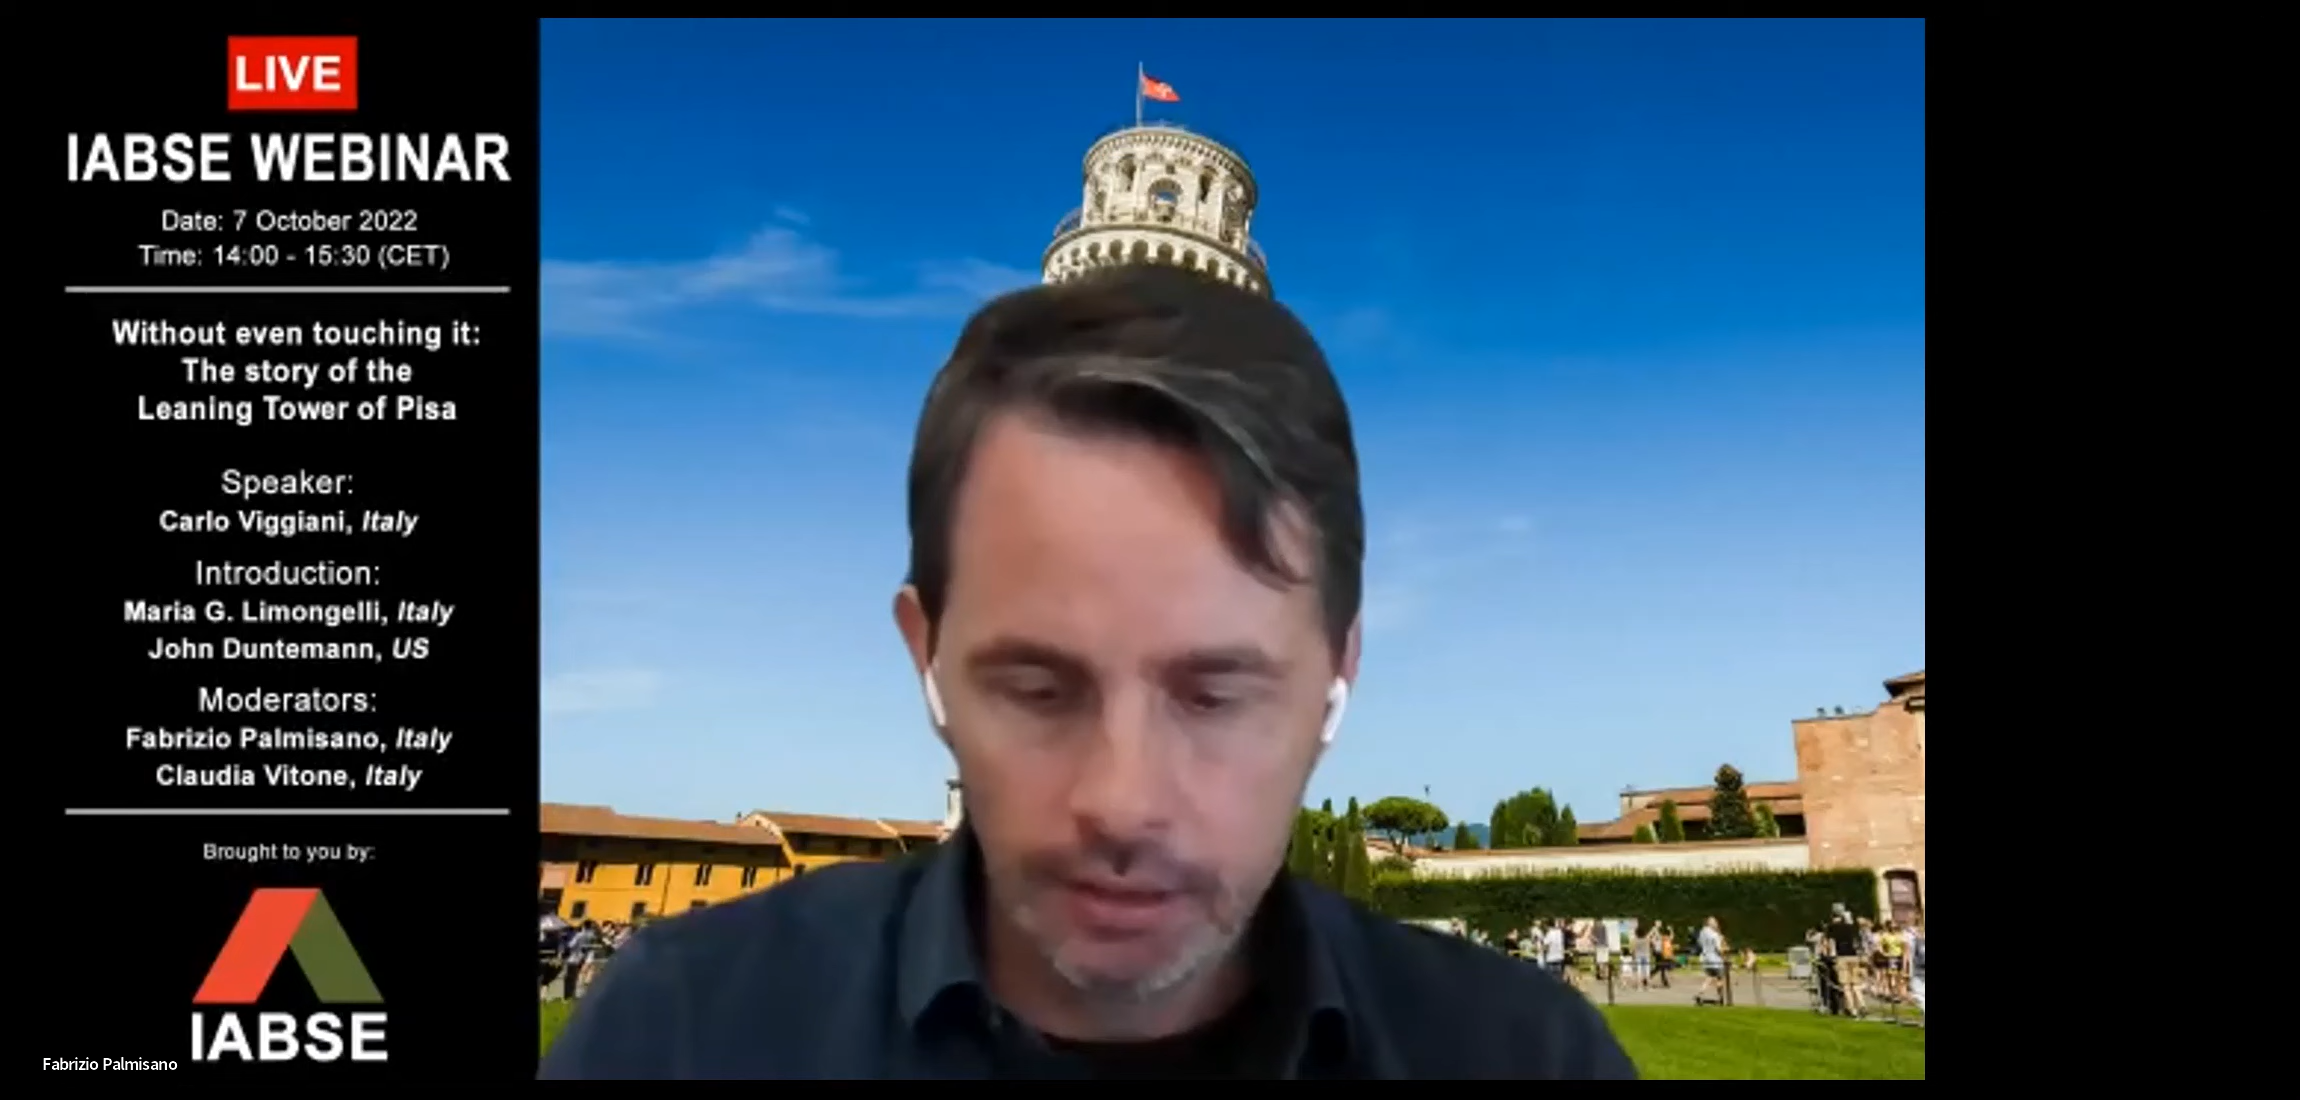 LIVE
IABSE WEBINAR
Date: 7 October 2022
Time: 14:00 - 15:30 (CET)
Without even touching it:
The story of the
Leaning Tower of Pisa
Speaker:
Carlo Viggiani, Italy
Introduction:
Maria G. Limongelli, Italy
John Duntemann, US
Moderators:
Fabrizio Palmisano, Italy
Claudia Vitone, Italy
Brought to you by:
IABSE
Fabrizio Palmisano